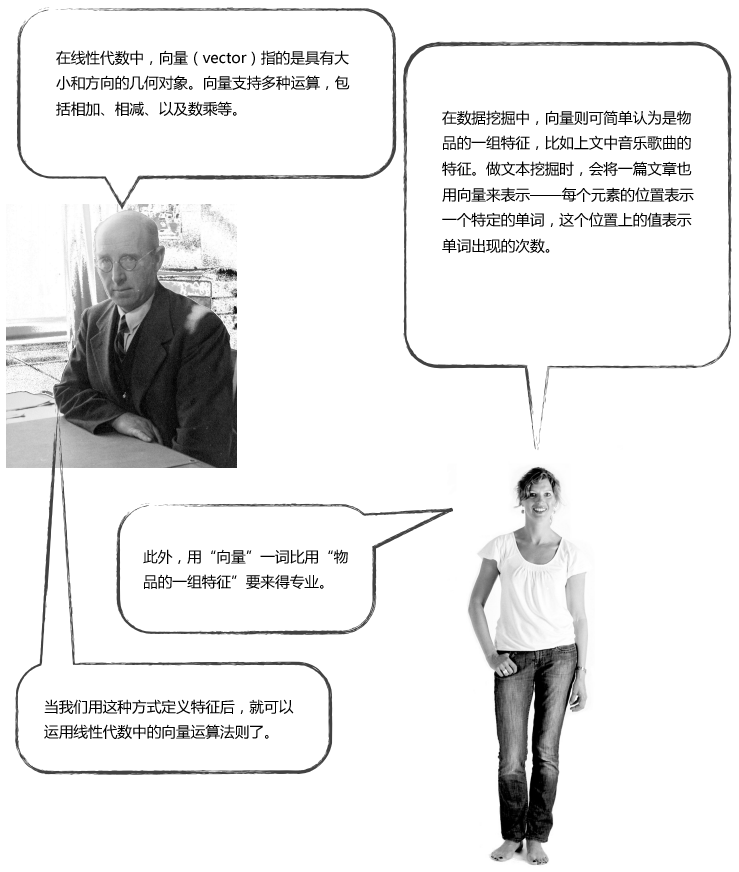 在线性代数中，向量（vector）指的是具有大
小和方向的几何对象。向量支持多种运算，包
括相加、相减、以及数乘等。
在数据挖掘中，向量则可简单认为是物
品的一组特征，比如上文中音乐歌曲的
特征。做文本挖掘时，会将一篇文章也
用向量来表示——每个元素的位置表示
一个特定的单词，这个位置上的值表示
单词出现的次数。
此外，用“向量”一词比用“物
品的一组特征”要来得专业。
当我们用这种方式定义特征后，就可以
运用线性代数中的向量运算法则了。